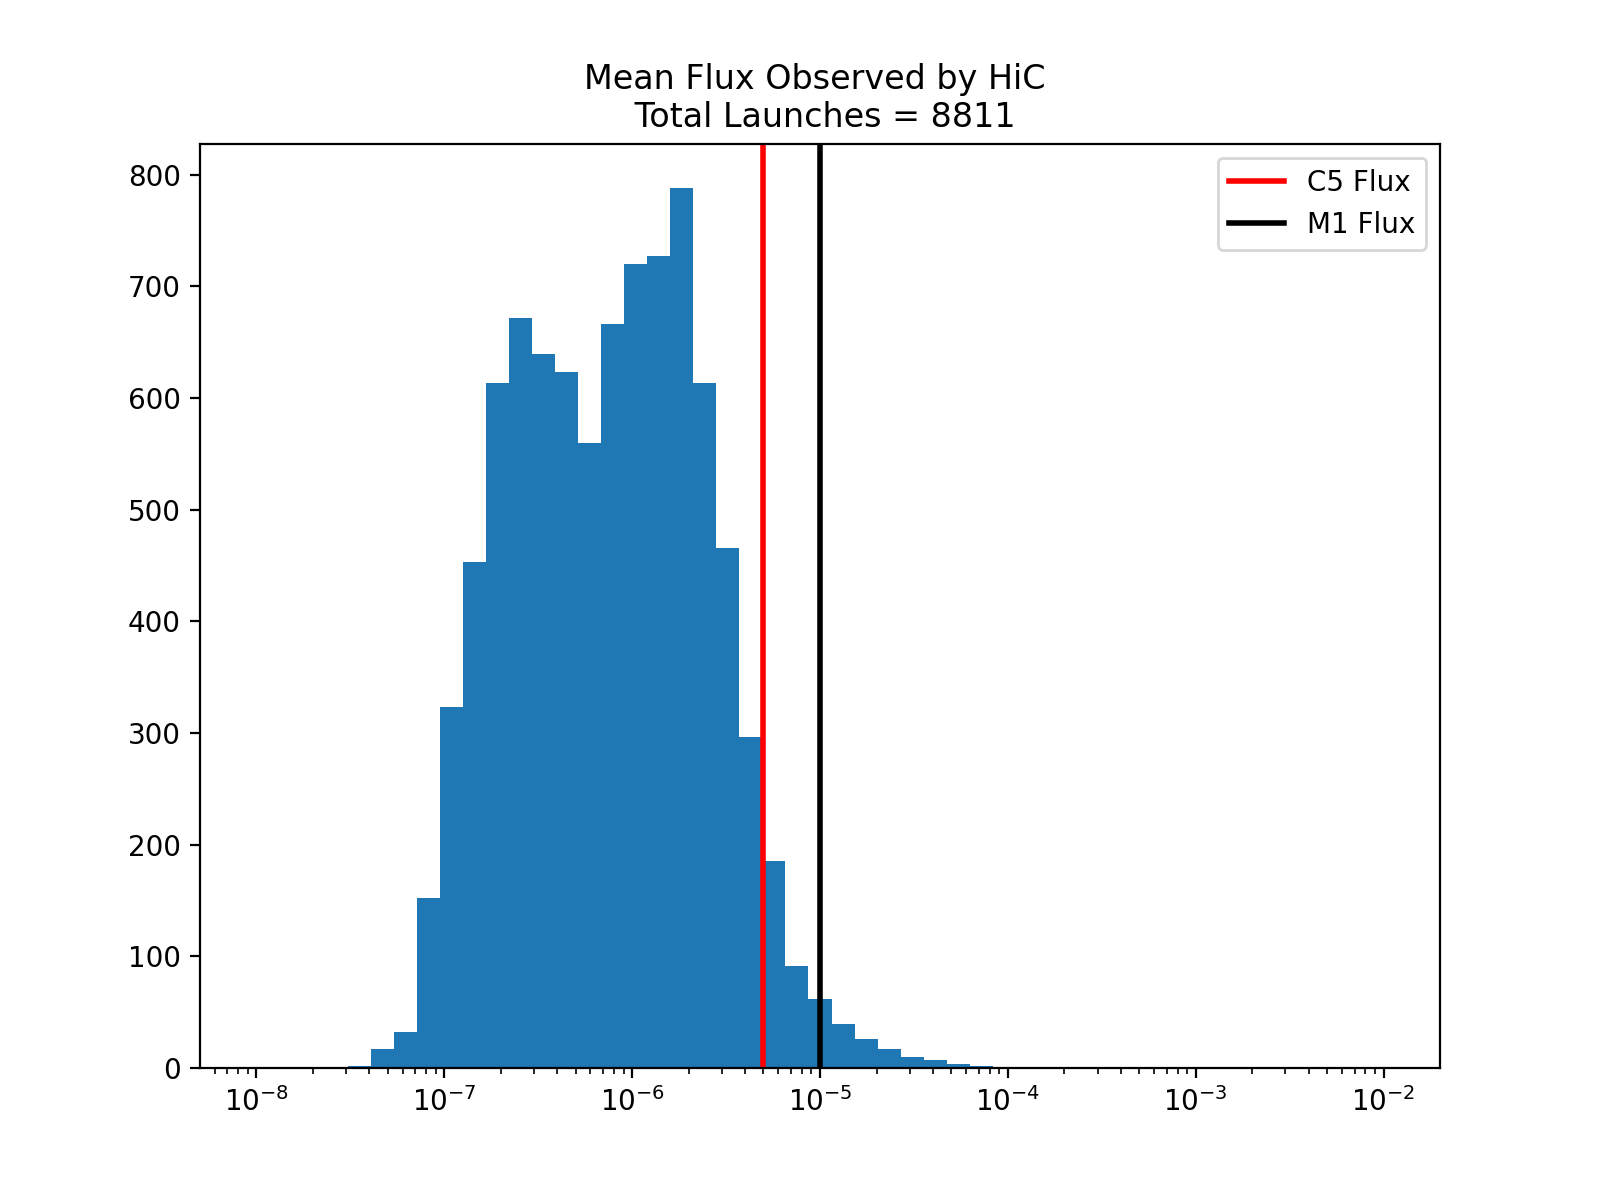 Mean Flux Observed by HiC
Total Launches = 8811
C5 Flux
M1 Flux
800
700
600
500
400
300
200
100
0
10⁻⁸ 10⁻⁷ 10⁻⁶ 10⁻⁵ 10⁻⁴ 10⁻³ 10⁻²